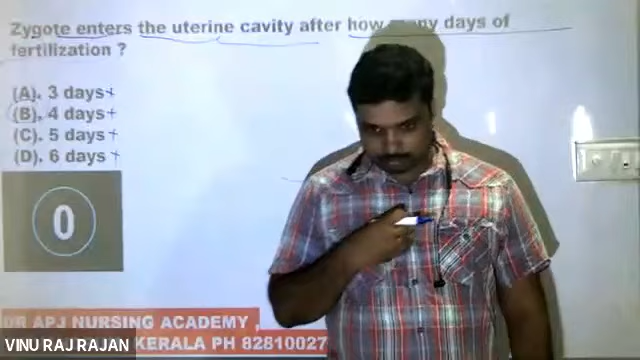 Zygote enters the uterine cavity after how many days of
fertilization ?
(A). 3 days
(B). 4 days
(C). 5 days
(D). 6 days
0
DR APJ NURSING ACADEMY ,
KERALA PH 82810027
VINU RAJ RAJAN